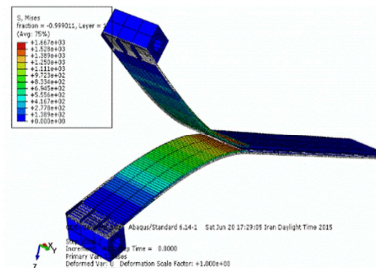 S, Mises
fraction = -0.999011, Layer = 1
(Avg: 75%)
+1.667e+03
+1.528e+03
+1.389e+03
+1.250e+03
+1.111e+03
+9.723e+02
+8.334e+02
+6.945e+02
+5.556e+02
+4.167e+02
+2.778e+02
+1.389e+02
+0.000e+00
Abaqus/Standard 6.14-1 Sat Jun 20 17:29:05 Iran Daylight Time 2015
Time = 0.0000
Primary Var:
Deformed Var: U Deformation Scale Factor: +1.000e+00
Y
X
Z